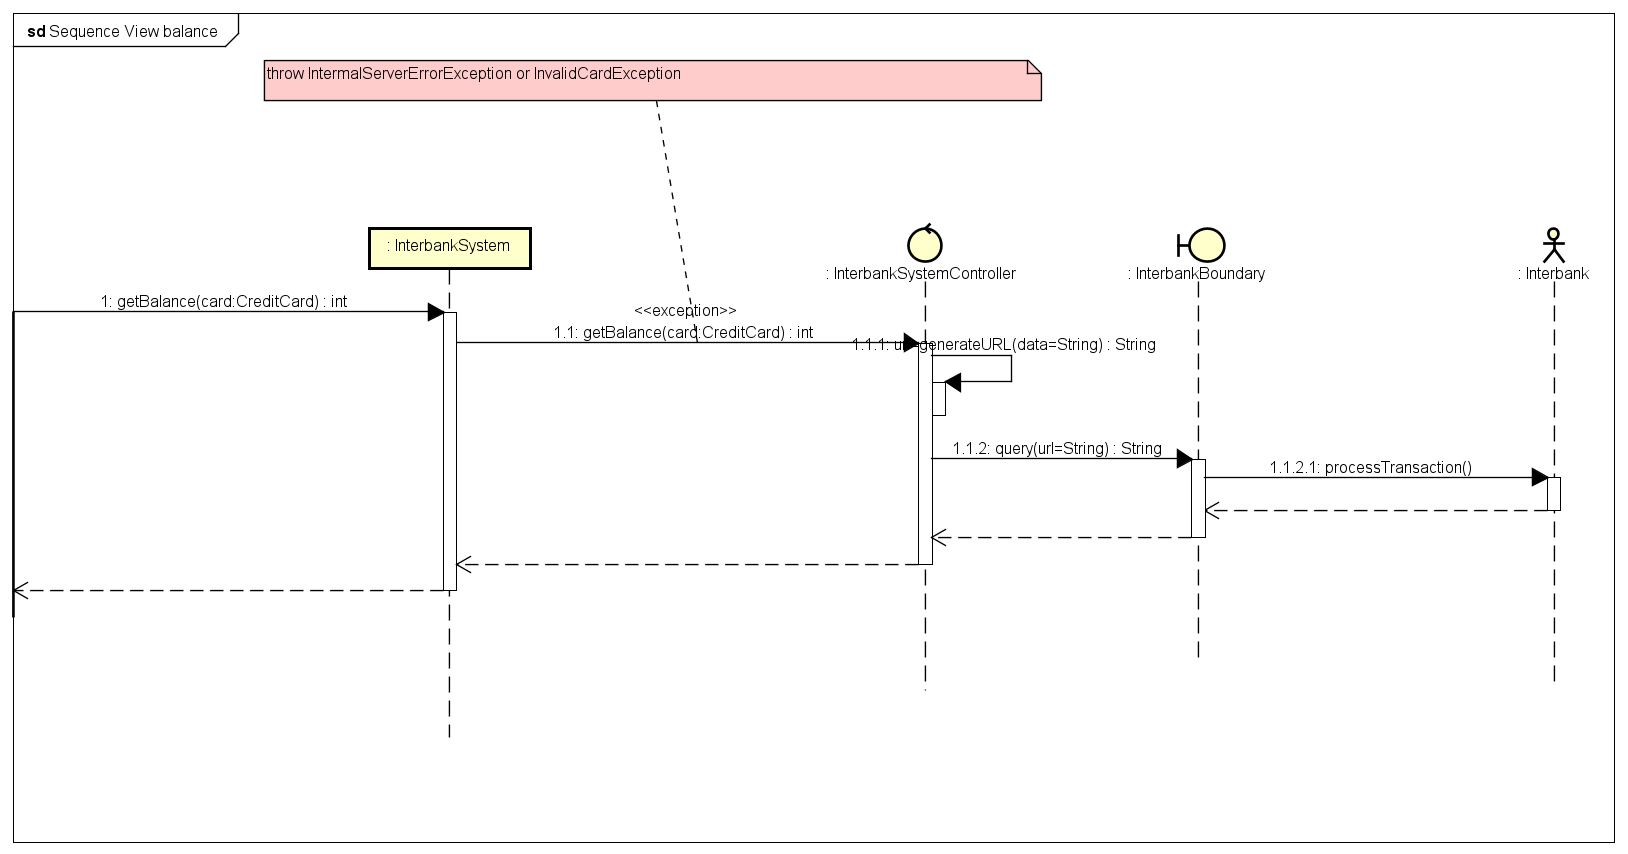 sd Sequence View balance
throw IntermalServerErrorException or InvalidCardException
: InterbankSystem
: InterbankSystemController
: InterbankBoundary
: Interbank
1: getBalance(card:CreditCard) : int
<<exception>>
1.1: getBalance(card:CreditCard) : int
1.1.1: url=generateURL(data=String) : String
1.1.2: query(url=String) : String
1.1.2.1: processTransaction()